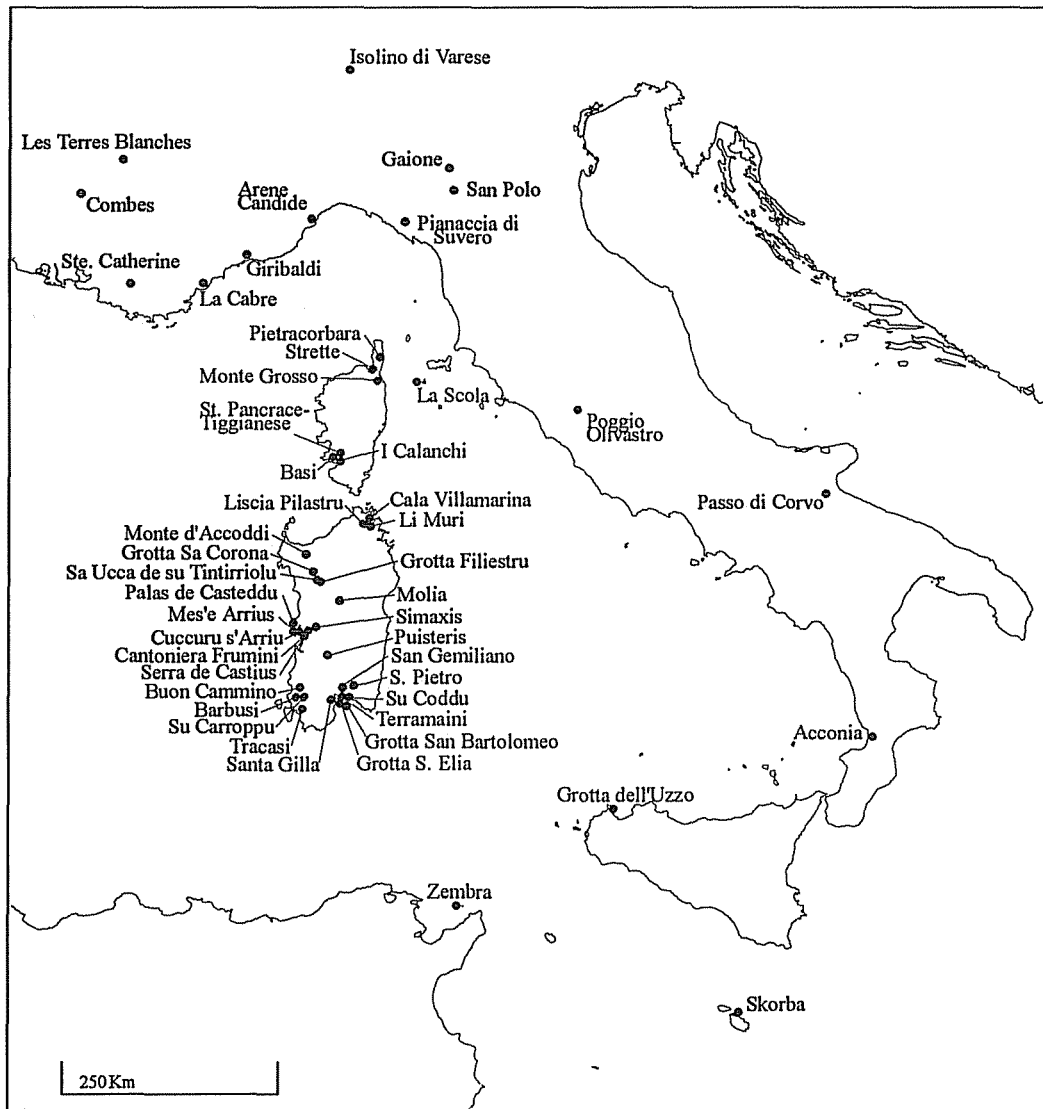 Isolino di Varese
Les Terres Blanches
Gaione
Combes
Arene
Candide
San Polo
Pianaccia di
Suvero
Ste. Catherine
Giribaldi
La Cabre
Pietracorbara
Strette
Monte Grosso
La Scola
St. Pancrace-
Tiggianese
Poggio
Olivastro
I Calanchi
Basi
Liscia Pilastru
Cala Villamarina
Passo di Corvo
Li Muri
Monte d'Accoddi
Grotta Sa Corona
Grotta Filiestru
Sa Ucca de su Tintirriolu
Palas de Casteddu
Molia
Mes'e Arrius
Simaxis
Cuccuru s'Arriu
Puisteris
Cantoniera Frumini
San Gemiliano
Serra de Castius
S. Pietro
Buon Cammino
Su Coddu
Barbusi
Terramaini
Su Carroppu
Grotta San Bartolomeo
Tracasi
Santa Gilla
Grotta S. Elia
Acconia
Grotta dell'Uzzo
Zembra
Skorba
250Km